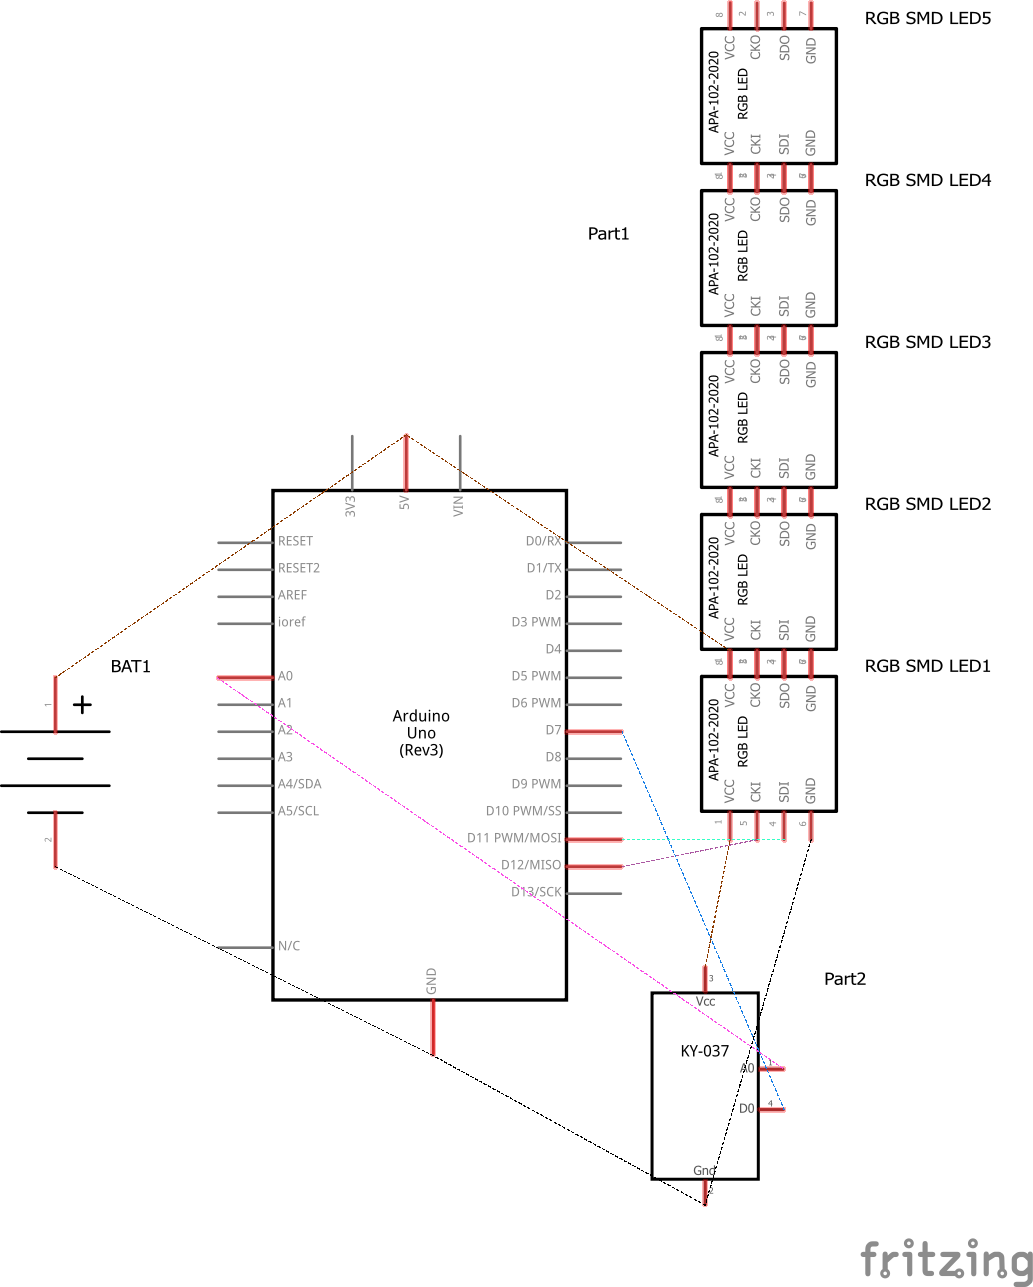 RGB SMD LED5
8 2 3 7
VCC CKO SDO GND
APA-102-2020
RGB LED
VCC CKI SDI GND
RGB SMD LED4
VCC CKO SDO GND
APA-102-2020
RGB LED
VCC CKI SDI GND
Part1
RGB SMD LED3
VCC CKO SDO GND
APA-102-2020
RGB LED
VCC CKI SDI GND
RGB SMD LED2
VCC CKO SDO GND
APA-102-2020
RGB LED
VCC CKI SDI GND
RGB SMD LED1
VCC CKO SDO GND
APA-102-2020
RGB LED
VCC CKI SDI GND
1 5 4 6
3V3 5V VIN
RESET
RESET2
AREF
ioref
A0
A1
A2
A3
A4/SDA
A5/SCL
N/C
Arduino
Uno
(Rev3)
D0/RX
D1/TX
D2
D3 PWM
D4
D5 PWM
D6 PWM
D7
D8
D9 PWM
D10 PWM/SS
D11 PWM/MOSI
D12/MISO
D13/SCK
GND
BAT1
1
+
2
Part2
3
Vcc
KY-037
A0
1
D0
4
Gnd
fritzing